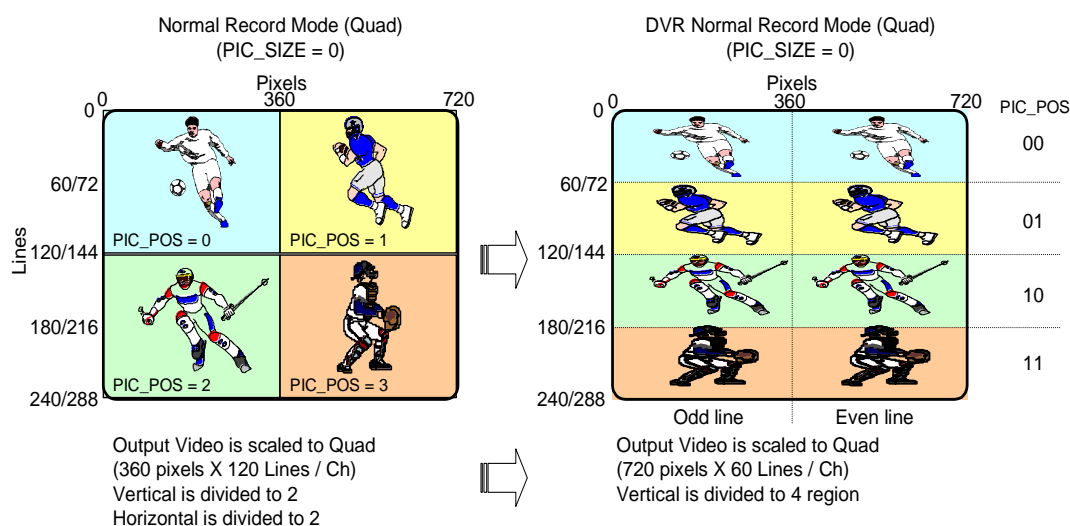 Normal Record Mode (Quad)
(PIC_SIZE = 0)
Pixels
0 360 720
0
60/72
120/144
180/216
240/288
Lines
PIC_POS = 0
PIC_POS = 1
PIC_POS = 2
PIC_POS = 3
Output Video is scaled to Quad
(360 pixels X 120 Lines / Ch)
Vertical is divided to 2
Horizontal is divided to 2
DVR Normal Record Mode (Quad)
(PIC_SIZE = 0)
Pixels
0 360 720
PIC_POS
0
60/72
120/144
180/216
240/288
00
01
10
11
Odd line Even line
Output Video is scaled to Quad
(720 pixels X 60 Lines / Ch)
Vertical is divided to 4 region